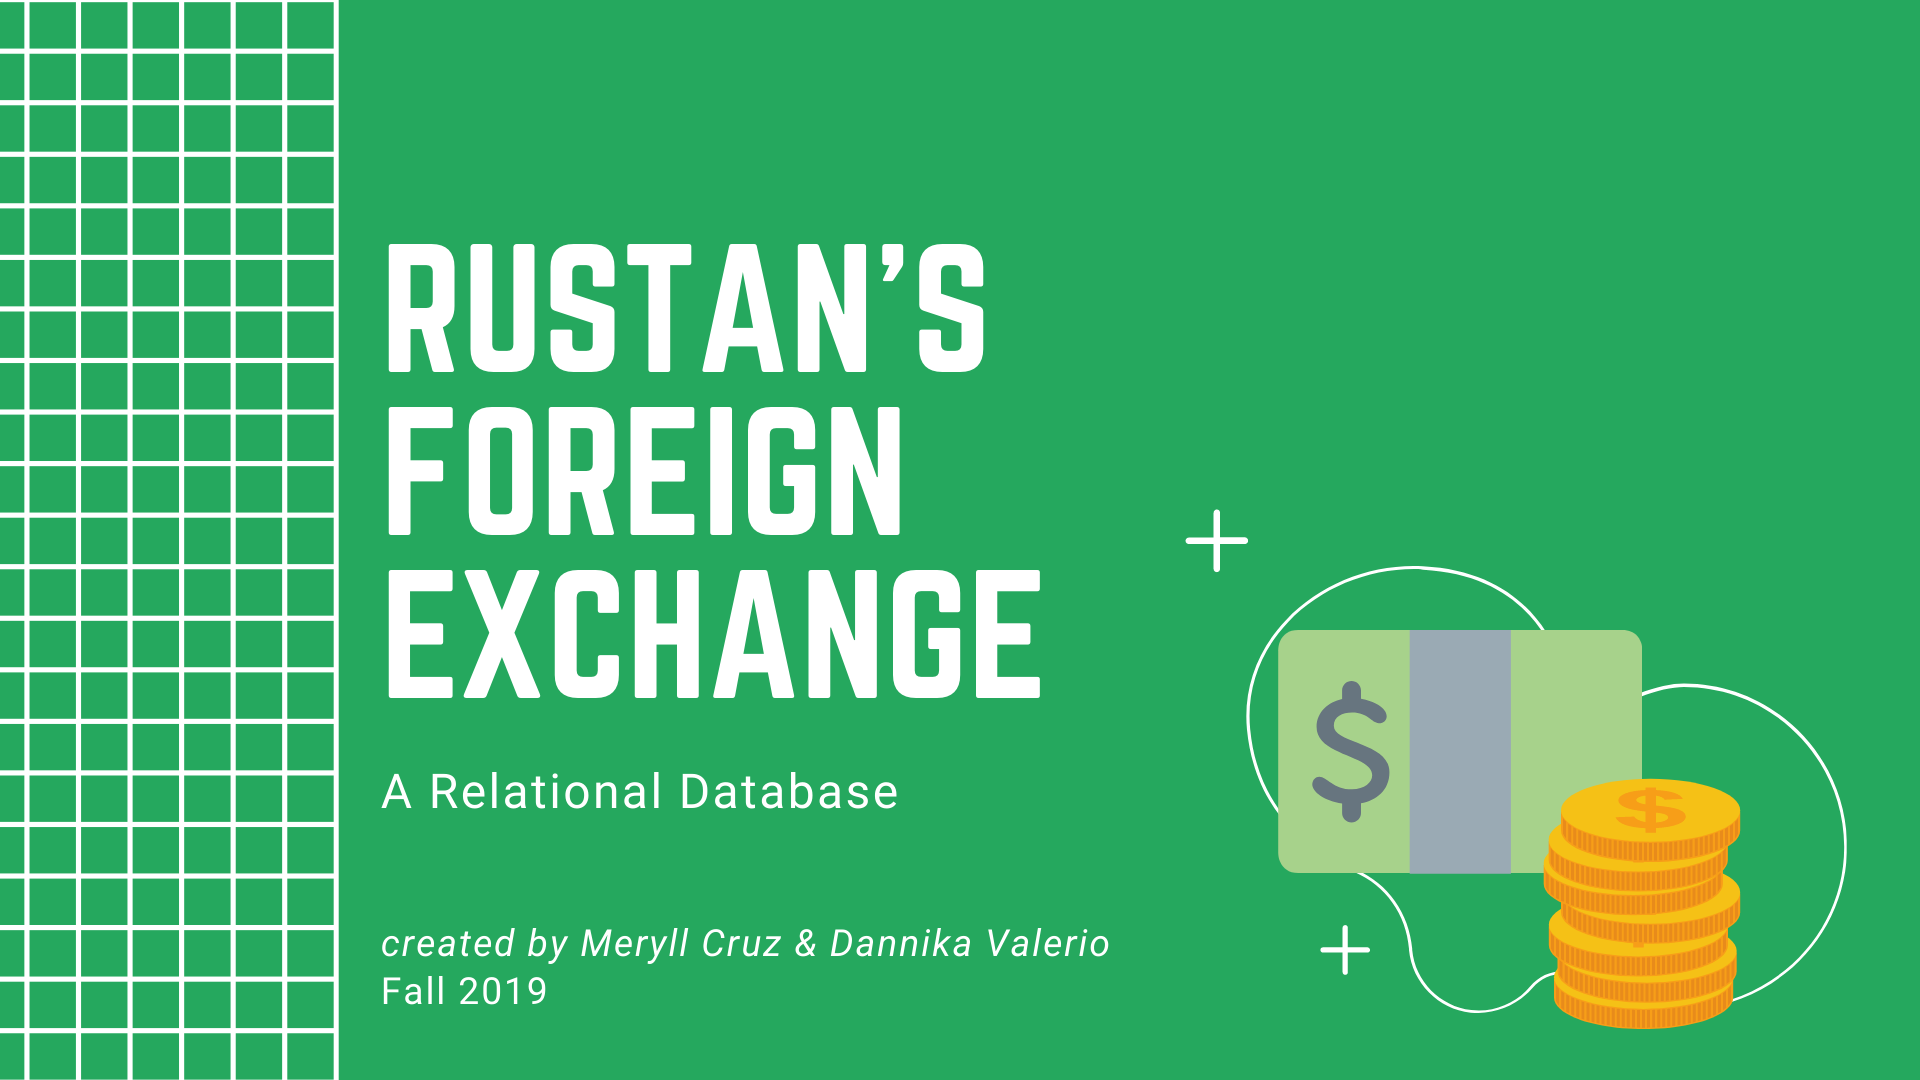 RUSTAN’S
FOREIGN
EXCHANGE
A Relational Database
created by Meryll Cruz & Dannika Valerio
Fall 2019
$
$